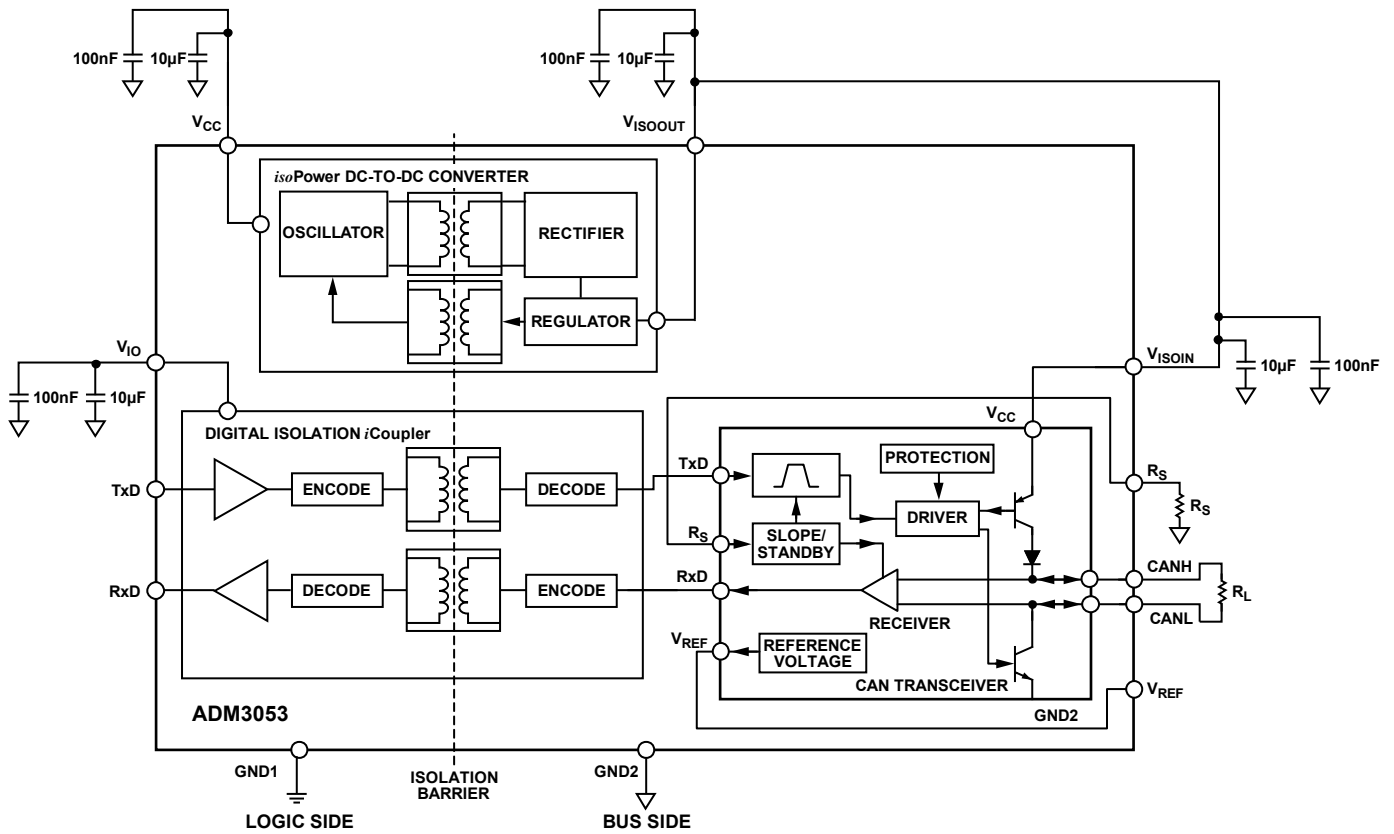 100nF
10µF
100nF
10µF
VCC
VISOOUT
isoPower DC-TO-DC CONVERTER
OSCILLATOR
RECTIFIER
REGULATOR
VIO
100nF
10µF
VISOIN
10µF
100nF
DIGITAL ISOLATION iCoupler
VCC
TxD
ENCODE
DECODE
TxD
PROTECTION
DRIVER
RS
RS
RS
SLOPE/
STANDBY
RxD
DECODE
ENCODE
RxD
RECEIVER
CANH
RL
CANL
VREF
REFERENCE
VOLTAGE
CAN TRANSCEIVER
VREF
GND2
ADM3053
GND1
ISOLATION
BARRIER
GND2
LOGIC SIDE
BUS SIDE